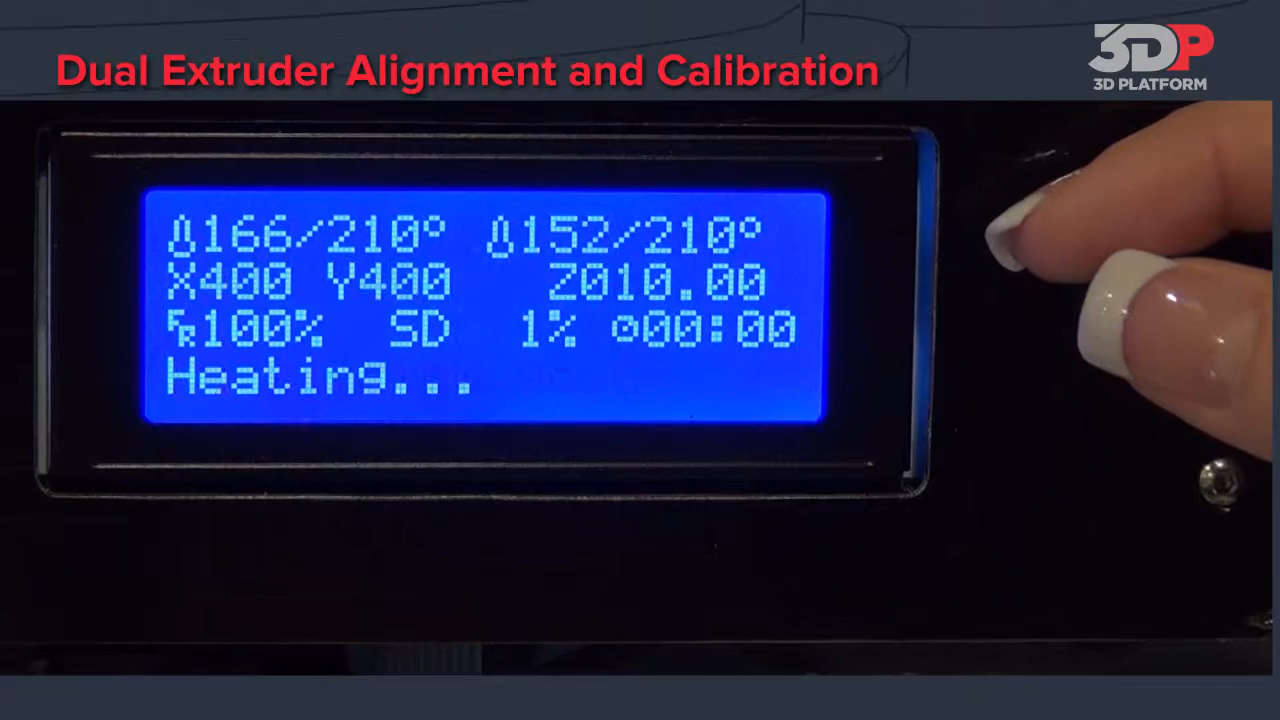 Dual Extruder Alignment and Calibration
3DP
3D PLATFORM
166/210° 152/210°
X400 Y400 Z010.00
100% SD 1% 00:00
Heating...